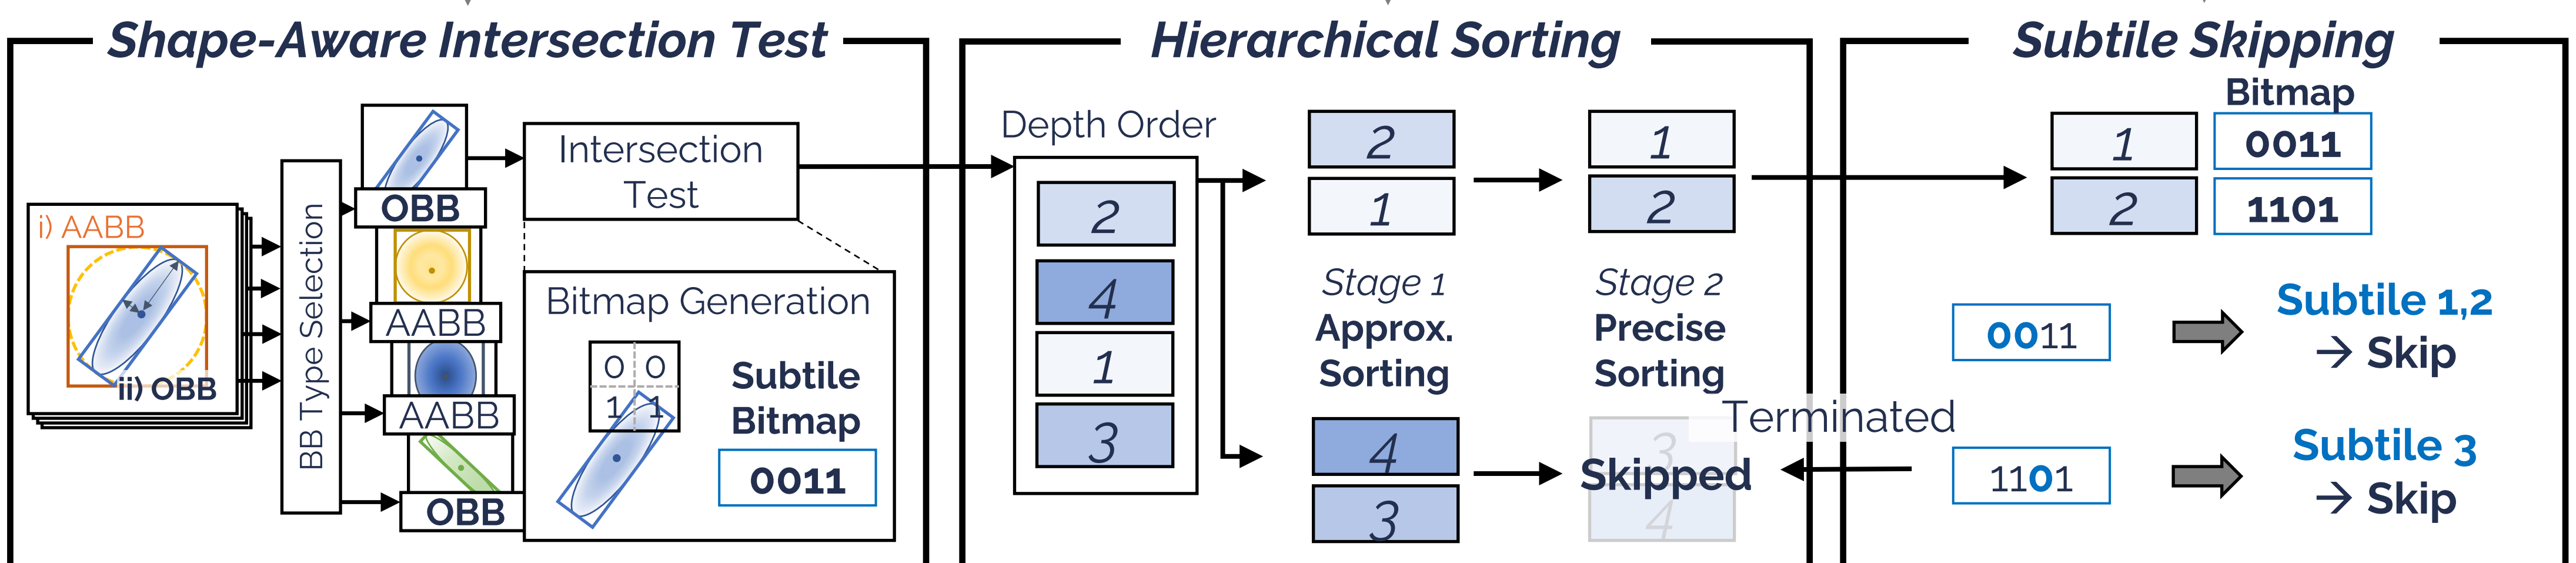 Shape-Aware Intersection Test
i) AABB
ii) OBB
BB Type Selection
OBB
AABB
AABB
OBB
Intersection
Test
Bitmap Generation
0 0
1 1
Subtile
Bitmap
0011
Hierarchical Sorting
Depth Order
2
4
1
3
2
1
Stage 1
Approx.
Sorting
4
3
1
2
Stage 2
Precise
Sorting
3
Skipped
4
Terminated
Subtile Skipping
Bitmap
1 0011
2 1101
0011
Subtile 1,2
→ Skip
1101
Subtile 3
→ Skip